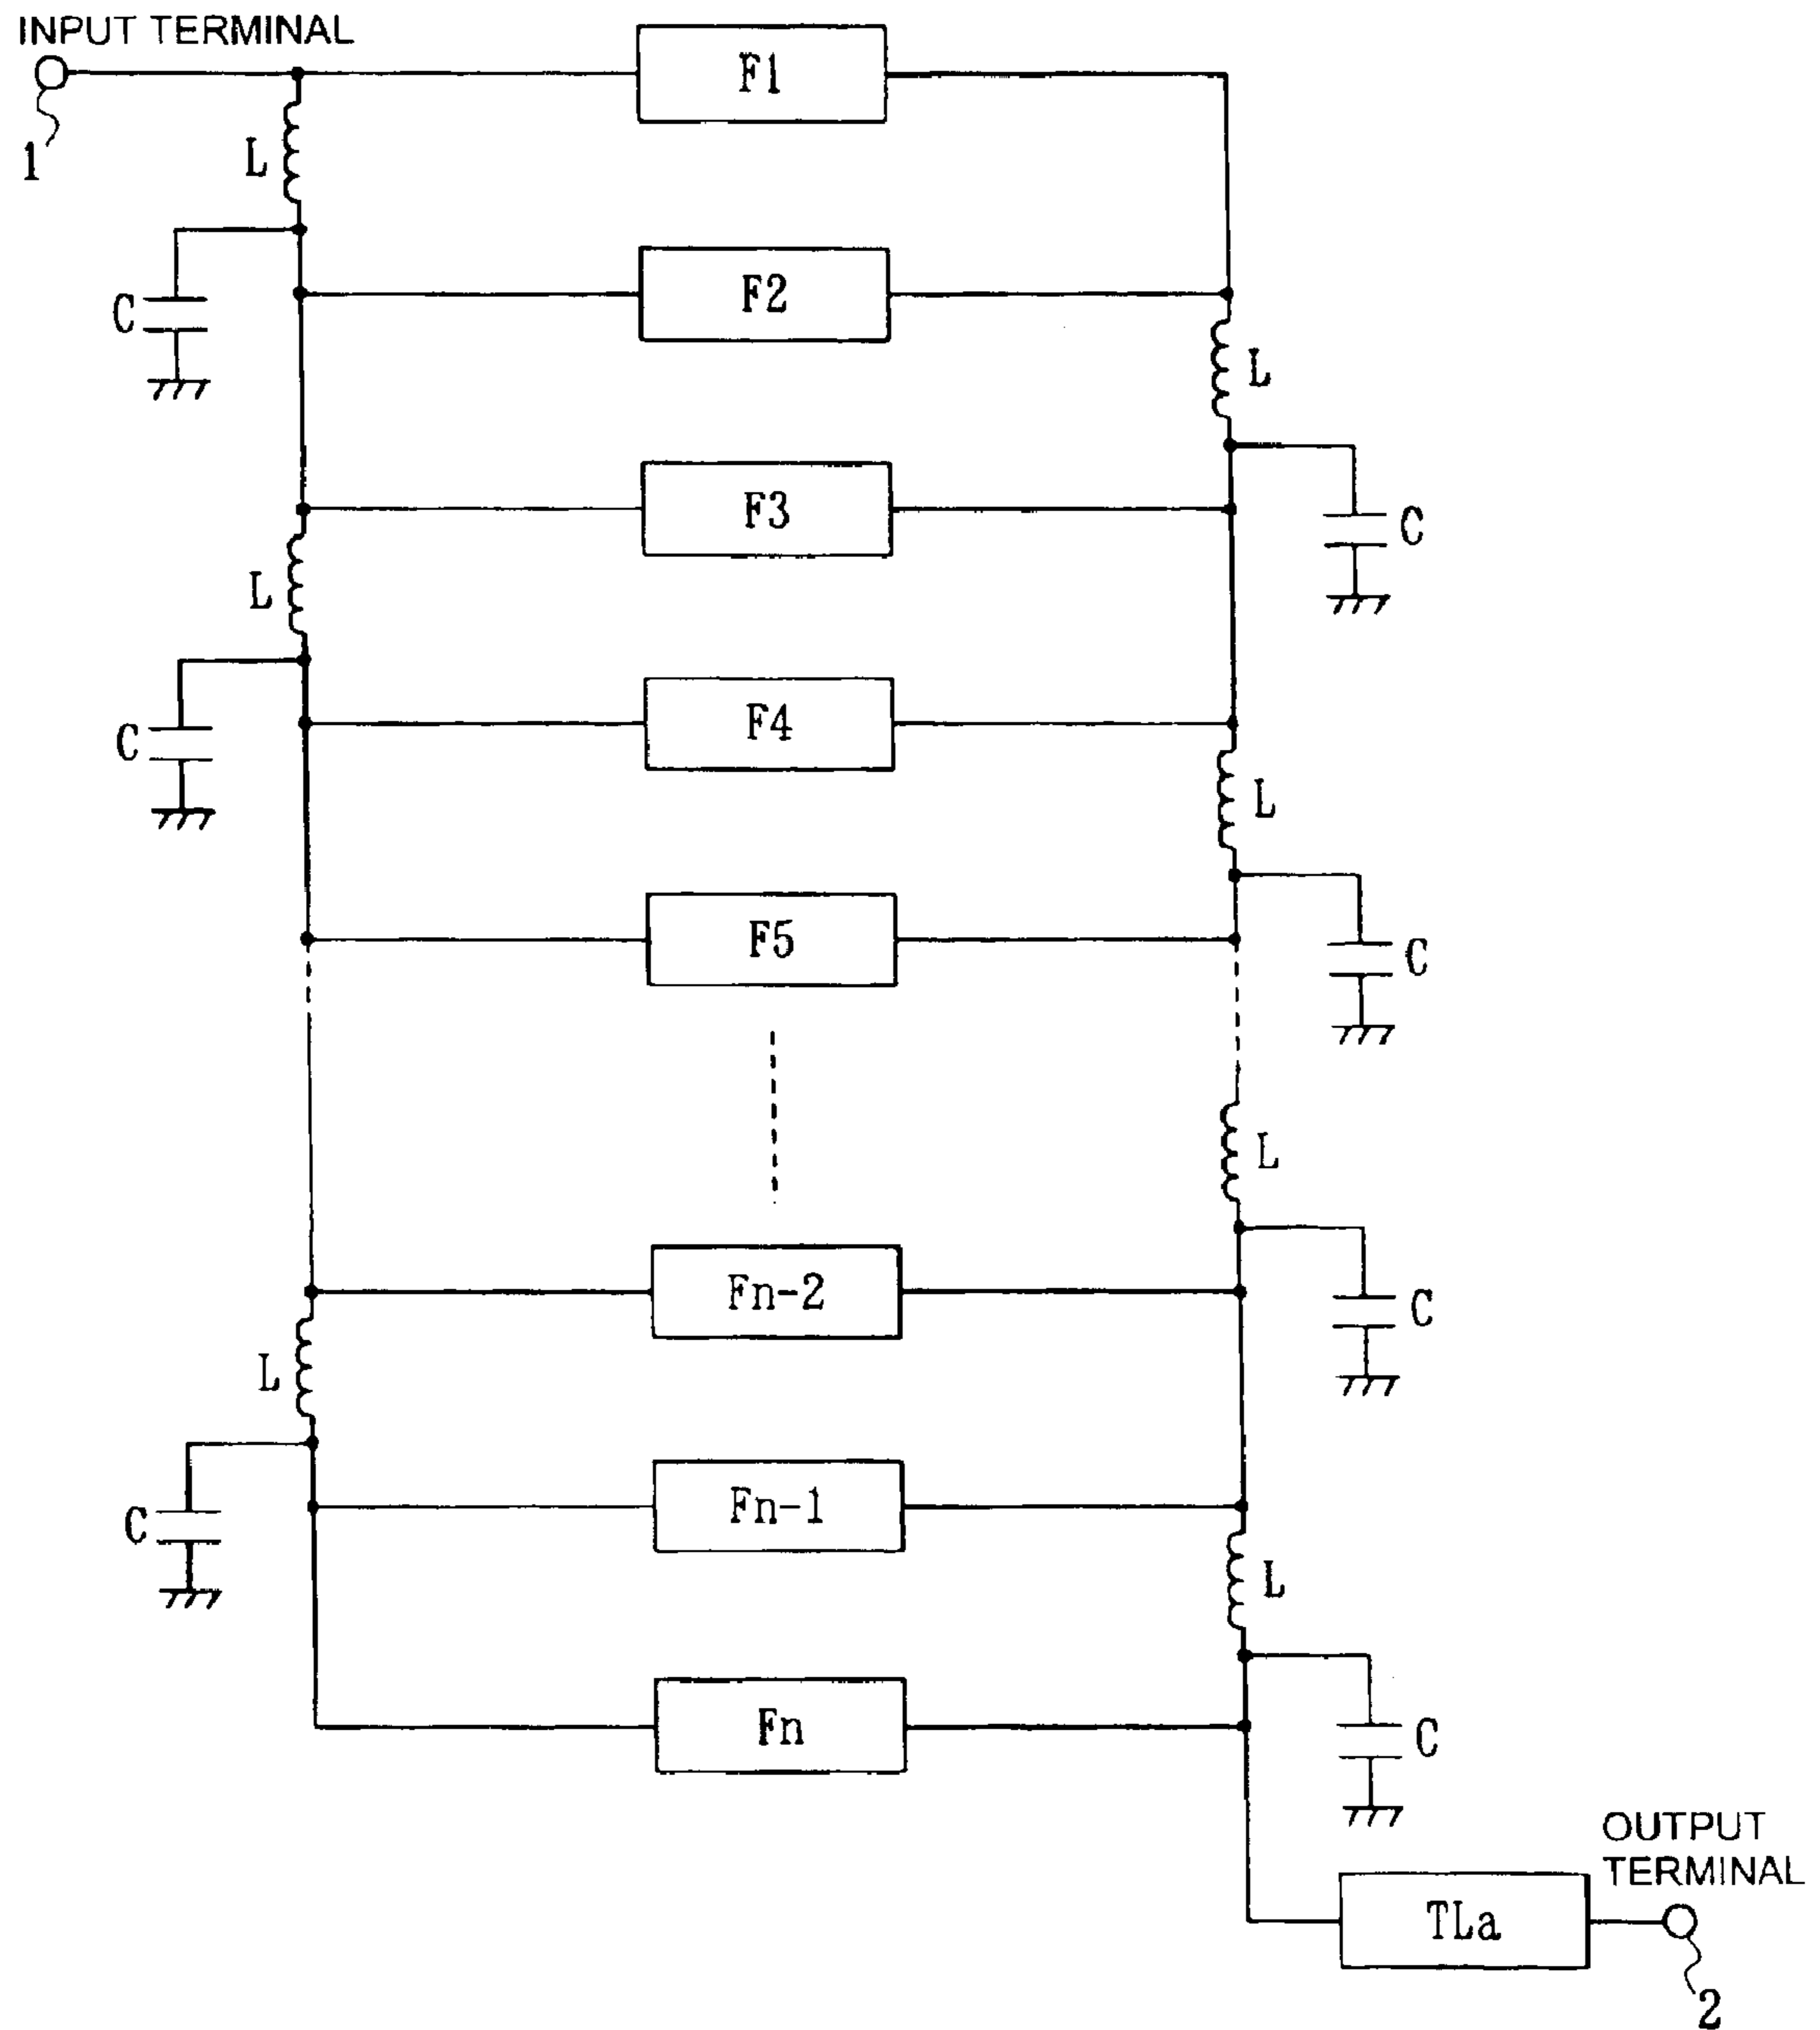 INPUT TERMINAL
1
F1
L
C
F2
L
F3
C
L
C
F4
L
F5
C
L
Fn-2
C
L
C
Fn-1
L
Fn
C
OUTPUT
TERMINAL
TLa
2